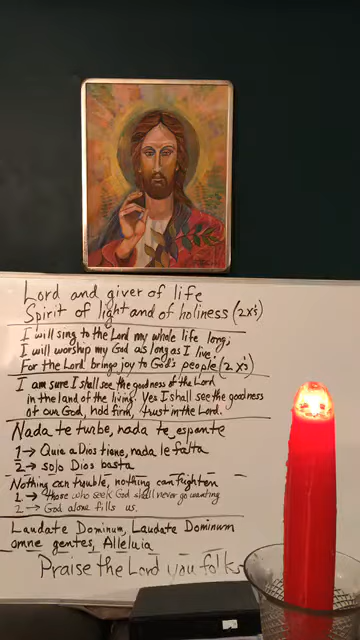 Lord and giver of life
Spirit of light and of holiness (2x's)
I will sing to the Lord my whole life long;
I will worship my God as long as I live.
For the Lord brings joy to God's people (2x's)
I am sure I shall see the goodness of the Lord
in the land of the living. Yes I shall see the goodness
of our God, hold firm, trust in the Lord.
Nada te turbe, nada te espante
1 → Quia a Dios tiene, nada le falta
2 → solo Dios basta
Nothing can trouble, nothing can frighten
1 → those who seek God shall never go wanting
2 → God alone fills us.
Laudate Dominum, Laudate Dominum
omne gentes, Alleluia
Praise the Lord you folks